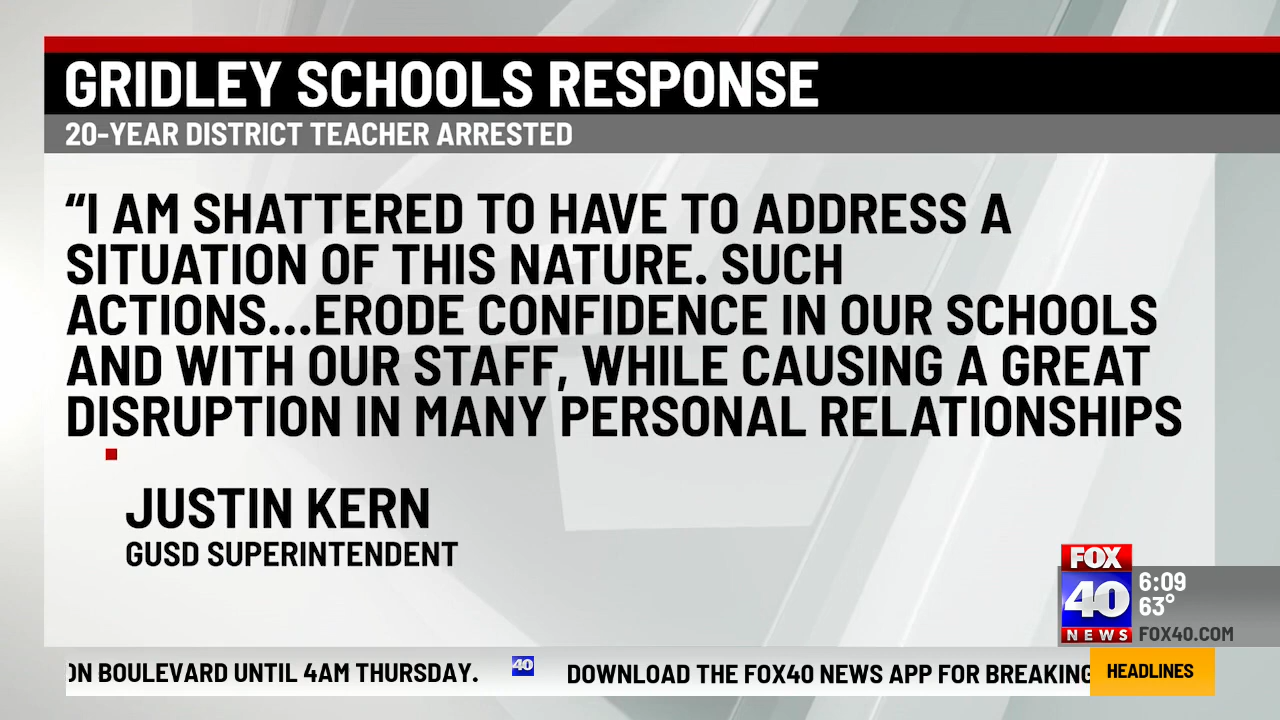 GRIDLEY SCHOOLS RESPONSE
20-YEAR DISTRICT TEACHER ARRESTED
“I AM SHATTERED TO HAVE TO ADDRESS A
SITUATION OF THIS NATURE. SUCH
ACTIONS...ERODE CONFIDENCE IN OUR SCHOOLS
AND WITH OUR STAFF, WHILE CAUSING A GREAT
DISRUPTION IN MANY PERSONAL RELATIONSHIPS
JUSTIN KERN
GUSD SUPERINTENDENT
FOX
40
NEWS
6:09
63°
FOX40.COM
ON BOULEVARD UNTIL 4AM THURSDAY. 40 DOWNLOAD THE FOX40 NEWS APP FOR BREAKING
HEADLINES